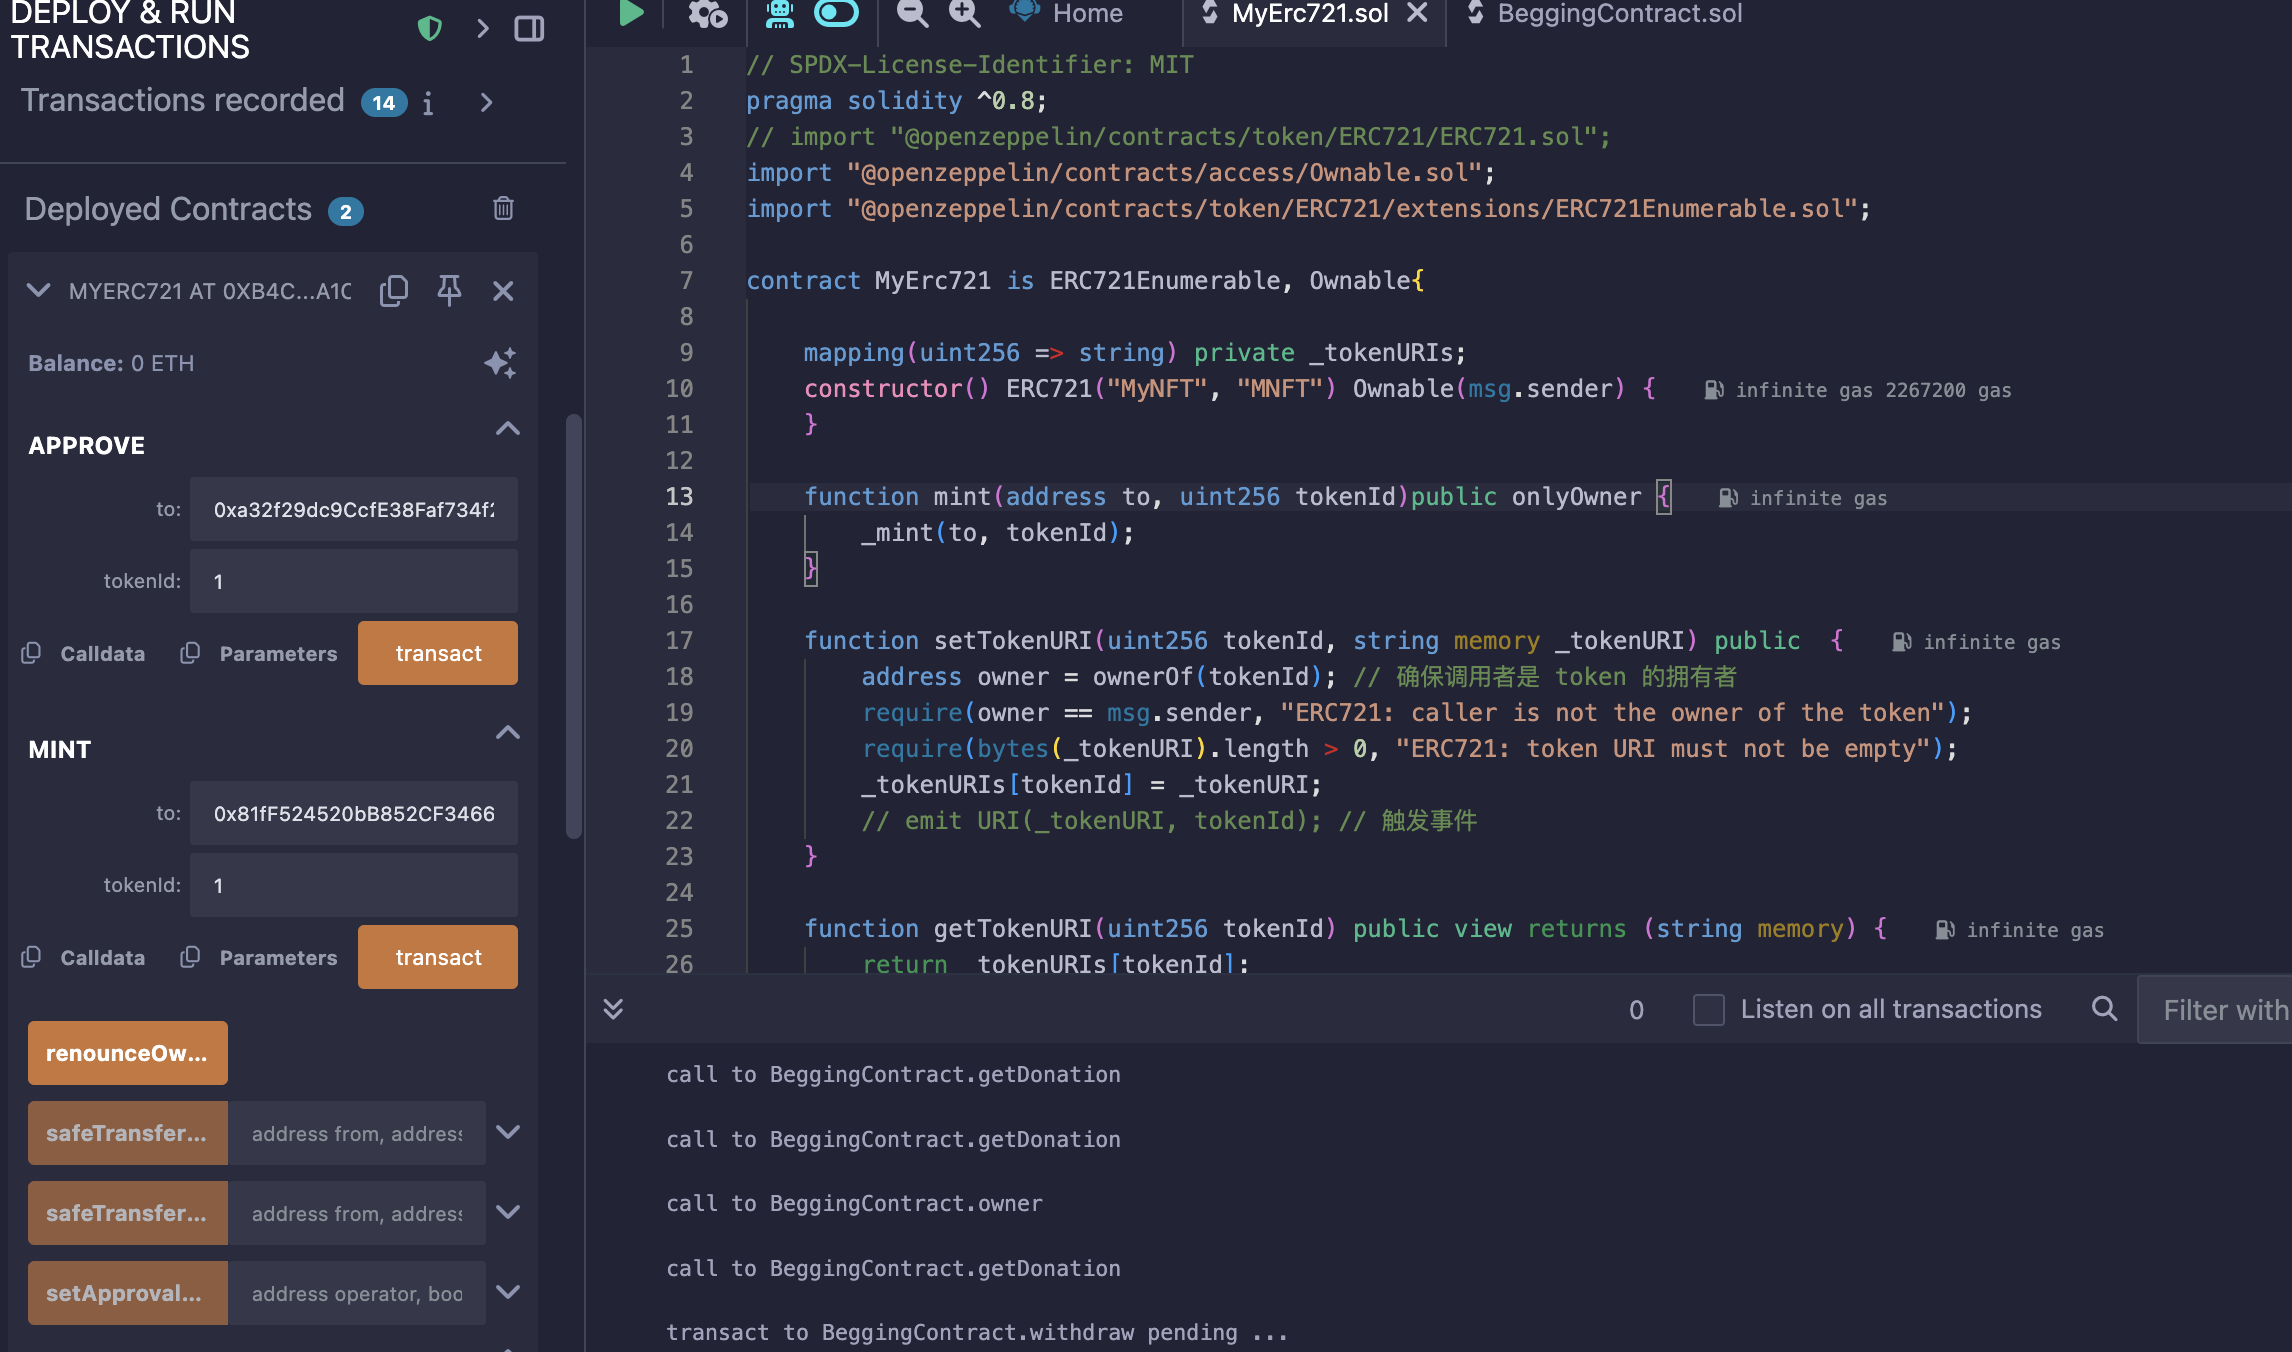 DEPLOY & RUN
TRANSACTIONS
Transactions recorded 14 i
Deployed Contracts 2
MYERC721 AT 0XB4C...A1C
Balance: 0 ETH
APPROVE
to: 0xa32f29dc9CcfE38Faf734f2
tokenId: 1
Calldata Parameters transact
MINT
to: 0x81fF524520bB852CF3466
tokenId: 1
Calldata Parameters transact
renounceOw...
safeTransfer... address from, address
safeTransfer... address from, address
setApproval... address operator, boo
Home MyErc721.sol BeggingContract.sol
1 // SPDX-License-Identifier: MIT
2 pragma solidity ^0.8;
3 // import "@openzeppelin/contracts/token/ERC721/ERC721.sol";
4 import "@openzeppelin/contracts/access/Ownable.sol";
5 import "@openzeppelin/contracts/token/ERC721/extensions/ERC721Enumerable.sol";
6
7 contract MyErc721 is ERC721Enumerable, Ownable{
8
9 mapping(uint256 => string) private _tokenURIs;
10 constructor() ERC721("MyNFT", "MNFT") Ownable(msg.sender) { infinite gas 2267200 gas
11 }
12
13 function mint(address to, uint256 tokenId)public onlyOwner { infinite gas
14 _mint(to, tokenId);
15 }
16
17 function setTokenURI(uint256 tokenId, string memory _tokenURI) public { infinite gas
18 address owner = ownerOf(tokenId); // 确保调用者是 token 的拥有者
19 require(owner == msg.sender, "ERC721: caller is not the owner of the token");
20 require(bytes(_tokenURI).length > 0, "ERC721: token URI must not be empty");
21 _tokenURIs[tokenId] = _tokenURI;
22 // emit URI(_tokenURI, tokenId); // 触发事件
23 }
24
25 function getTokenURI(uint256 tokenId) public view returns (string memory) { infinite gas
26 return _tokenURIs[tokenId];
0 Listen on all transactions Filter with
call to BeggingContract.getDonation
call to BeggingContract.getDonation
call to BeggingContract.owner
call to BeggingContract.getDonation
transact to BeggingContract.withdraw pending ...